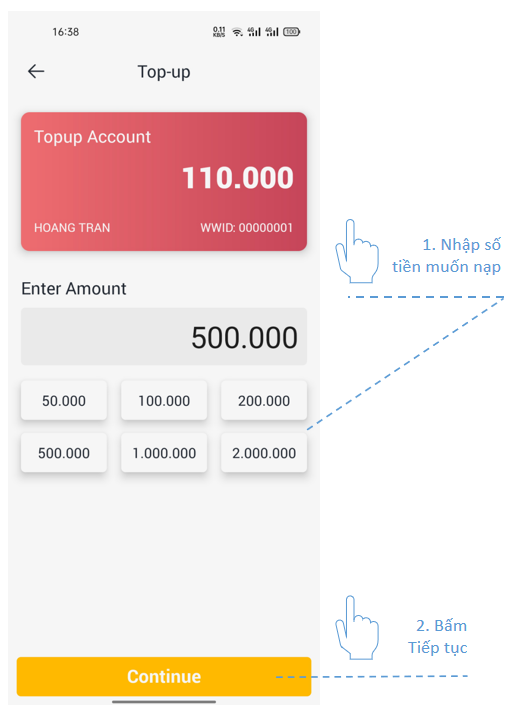 16:38
0.11 KB/S 4G 4G 100
Top-up
Topup Account
110.000
HOANG TRAN WWID: 00000001
1. Nhập số
tiền muốn nạp
Enter Amount
500.000
50.000 100.000 200.000
500.000 1.000.000 2.000.000
2. Bấm
Tiếp tục
Continue